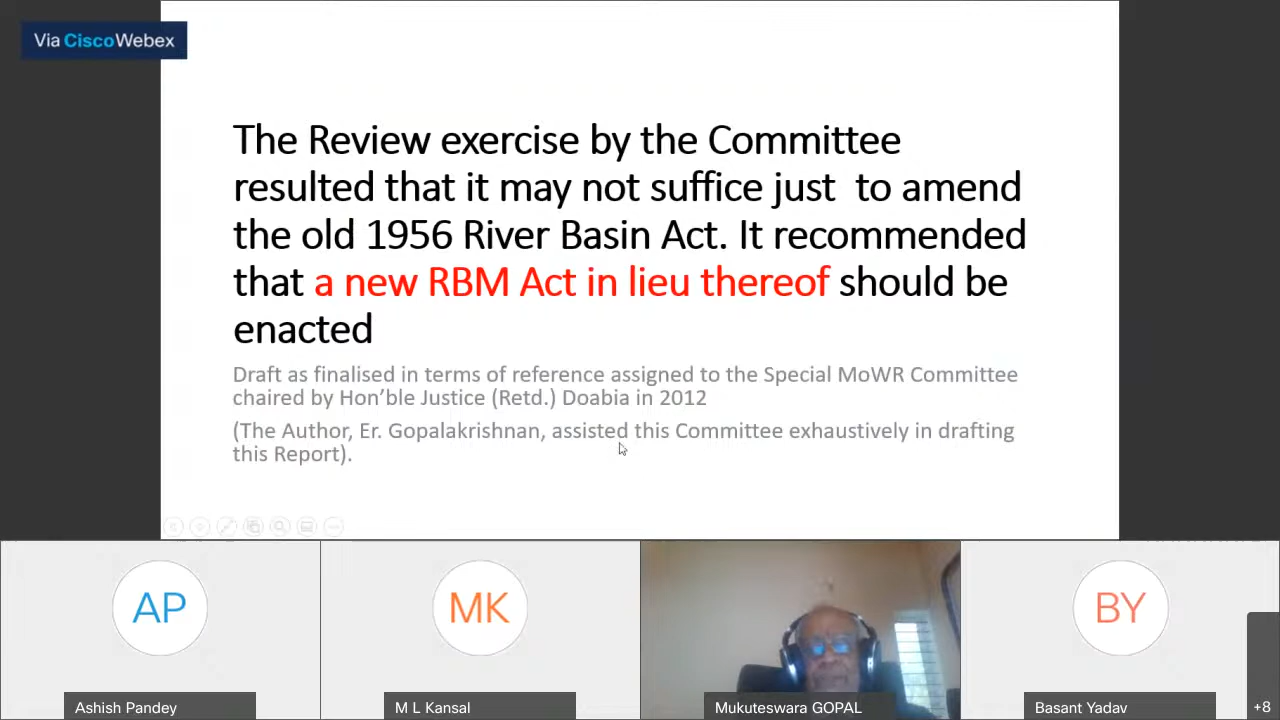 Via CiscoWebex
The Review exercise by the Committee
resulted that it may not suffice just to amend
the old 1956 River Basin Act. It recommended
that a new RBM Act in lieu thereof should be
enacted
Draft as finalised in terms of reference assigned to the Special MoWR Committee
chaired by Hon’ble Justice (Retd.) Doabia in 2012
(The Author, Er. Gopalakrishnan, assisted this Committee exhaustively in drafting
this Report).
AP
MK
BY
Ashish Pandey
M L Kansal
Mukuteswara GOPAL
Basant Yadav
+8